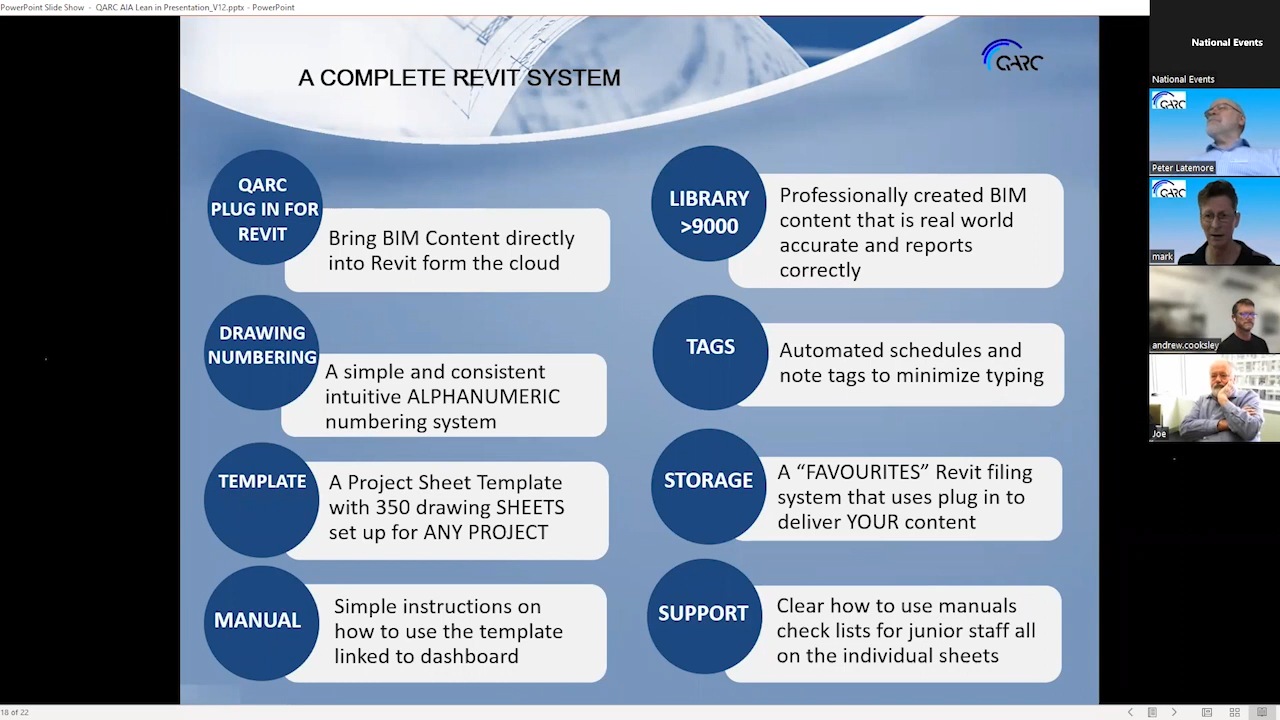 PowerPoint Slide Show - QARC AIA Lean in Presentation_V12.pptx - PowerPoint
A COMPLETE REVIT SYSTEM
QARC
QARC
PLUG IN FOR
REVIT
Bring BIM Content directly
into Revit form the cloud
LIBRARY
>9000
Professionally created BIM
content that is real world
accurate and reports
correctly
DRAWING
NUMBERING
A simple and consistent
intuitive ALPHANUMERIC
numbering system
TAGS
Automated schedules and
note tags to minimize typing
TEMPLATE
A Project Sheet Template
with 350 drawing SHEETS
set up for ANY PROJECT
STORAGE
A “FAVOURITES” Revit filing
system that uses plug in to
deliver YOUR content
MANUAL
Simple instructions on
how to use the template
linked to dashboard
SUPPORT
Clear how to use manuals
check lists for junior staff all
on the individual sheets
National Events
National Events
QARC
Peter Latemore
QARC
mark
andrew.cooksley
Joe
18 of 22